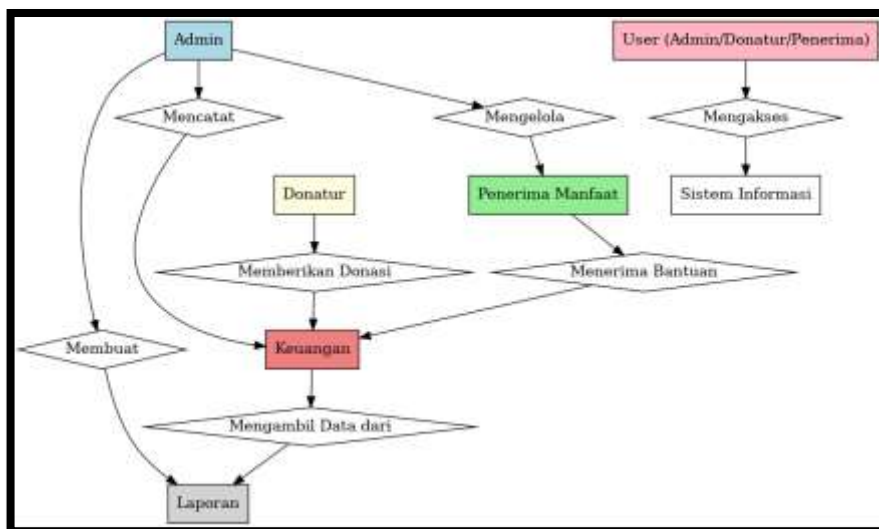 Admin
User (Admin/Donatur/Penerima)
Mencatat
Mengelola
Mengakses
Donatur
Penerima Manfaat
Sistem Informasi
Memberikan Donasi
Menerima Bantuan
Membuat
Keuangan
Mengambil Data dari
Laporan